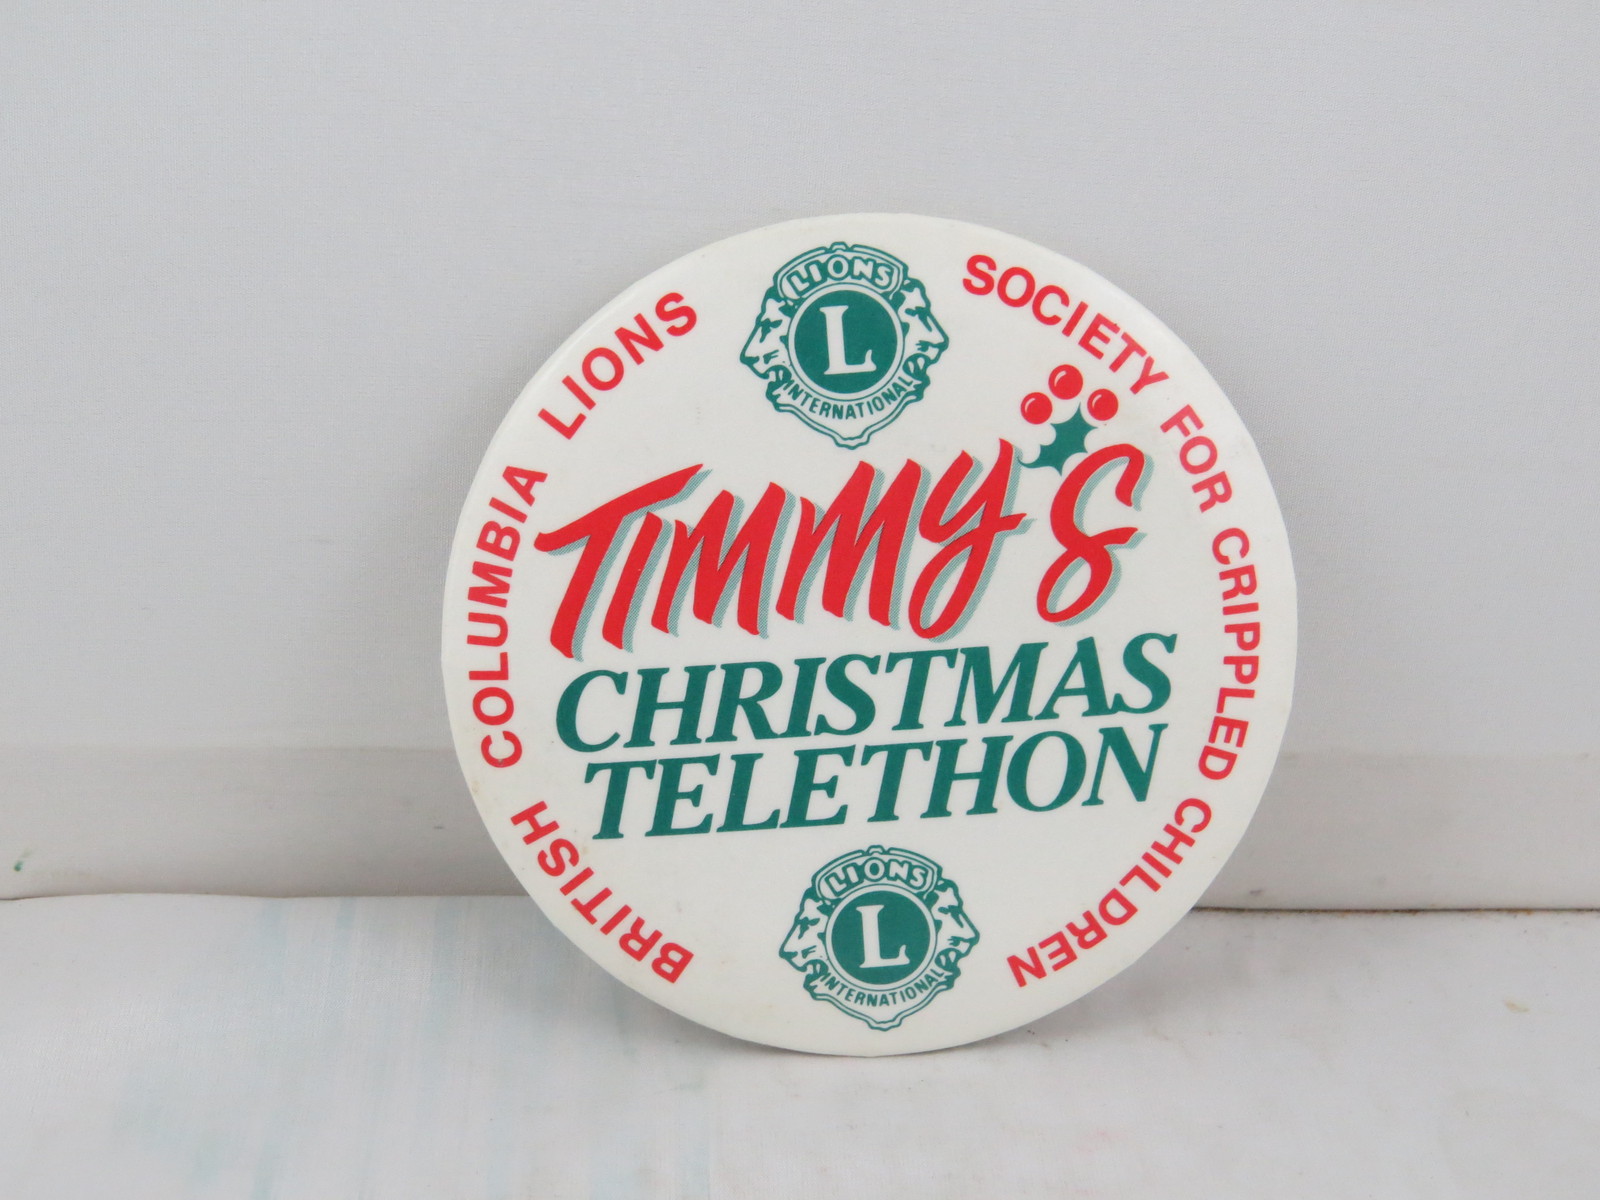 LIONS
L
INTERNATIONAL
BRITISH COLUMBIA LIONS
SOCIETY FOR CRIPPLED CHILDREN
TIMMY'S
CHRISTMAS
TELETHON
LIONS
L
INTERNATIONAL